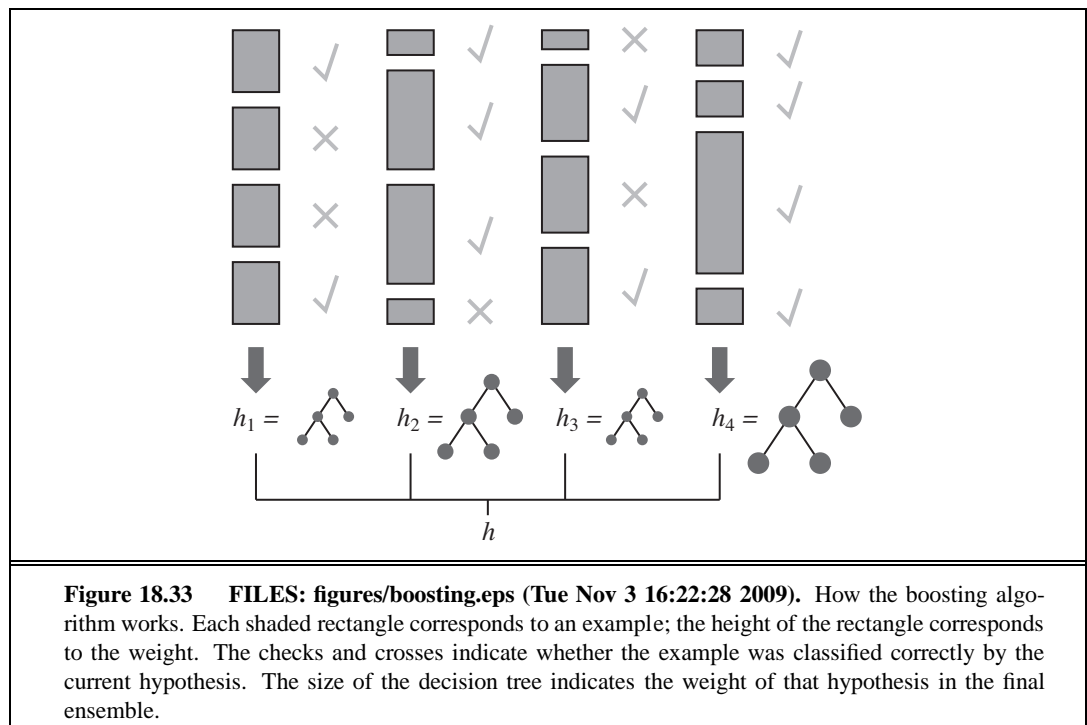 h1 = h2 = h3 = h4 =
h
Figure 18.33 FILES: figures/boosting.eps (Tue Nov 3 16:22:28 2009). How the boosting algo-
rithm works. Each shaded rectangle corresponds to an example; the height of the rectangle corresponds
to the weight. The checks and crosses indicate whether the example was classified correctly by the
current hypothesis. The size of the decision tree indicates the weight of that hypothesis in the final
ensemble.